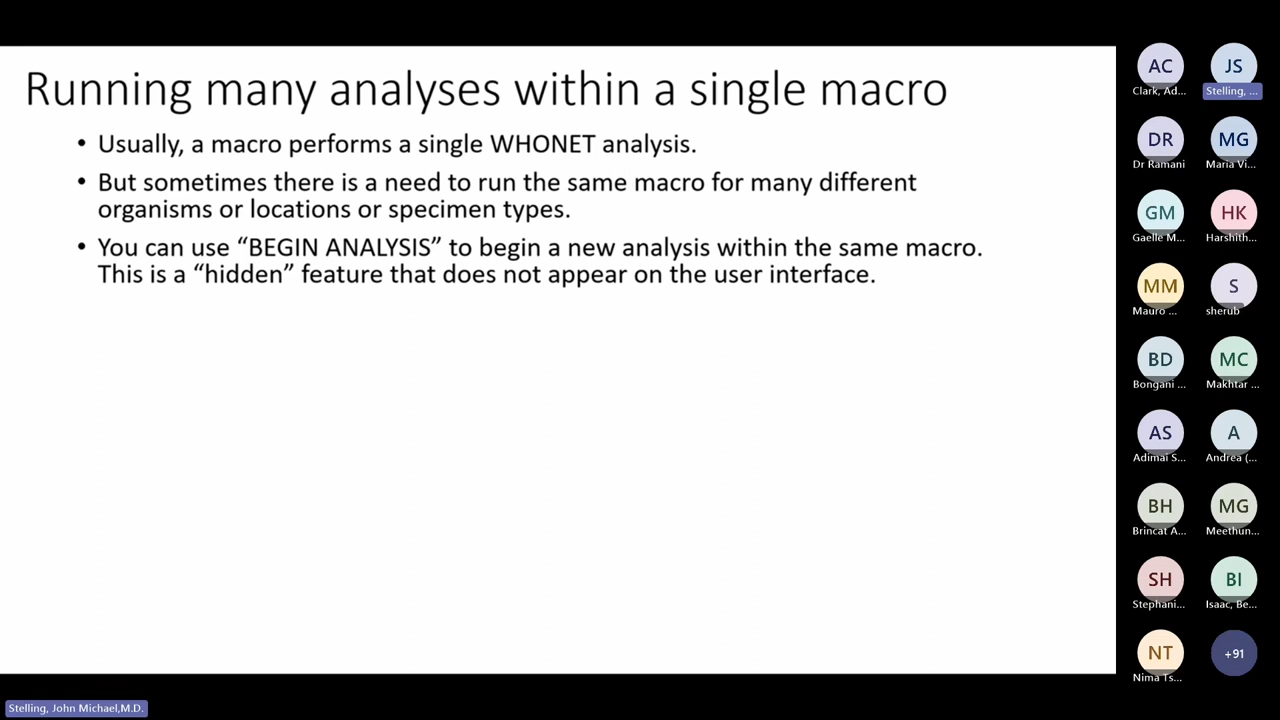 Running many analyses within a single macro
• Usually, a macro performs a single WHONET analysis.
• But sometimes there is a need to run the same macro for many different
organisms or locations or specimen types.
• You can use “BEGIN ANALYSIS” to begin a new analysis within the same macro.
This is a “hidden” feature that does not appear on the user interface.
AC JS
Clark, Ad... Stelling, ...
DR MG
Dr Ramani Maria Vi...
GM HK
Gaelle M... Harshith...
MM S
Mauro ... sherub
BD MC
Bongani ... Makhtar ...
AS A
Adimai S... Andrea (...
BH MG
Brincat A... Meethun...
SH BI
Stephani... Isaac, Be...
NT +91
Nima Ts...
Stelling, John Michael,M.D.